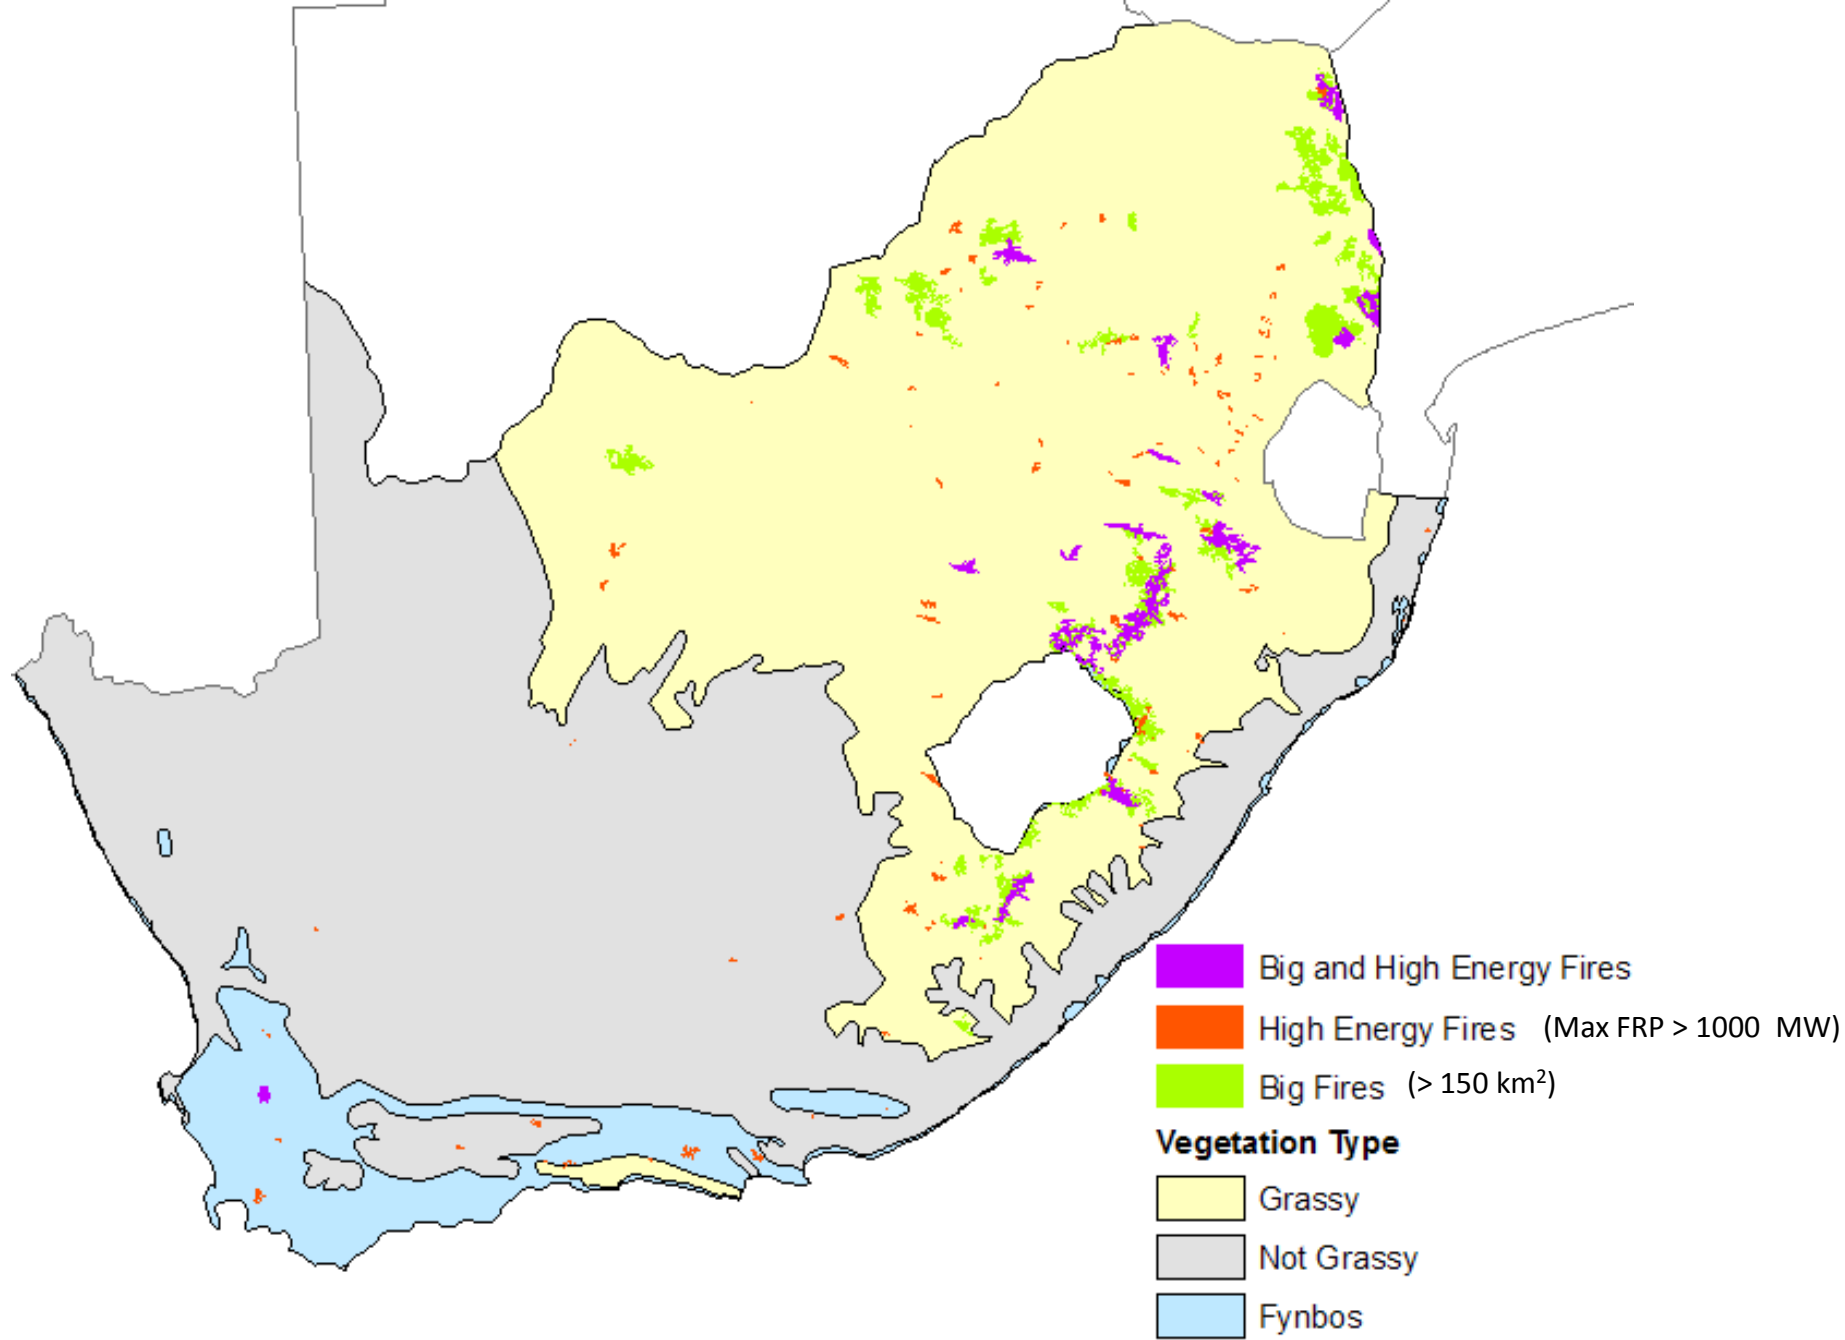 Big and High Energy Fires
High Energy Fires (Max FRP > 1000 MW)
Big Fires (> 150 km²)
Vegetation Type
Grassy
Not Grassy
Fynbos